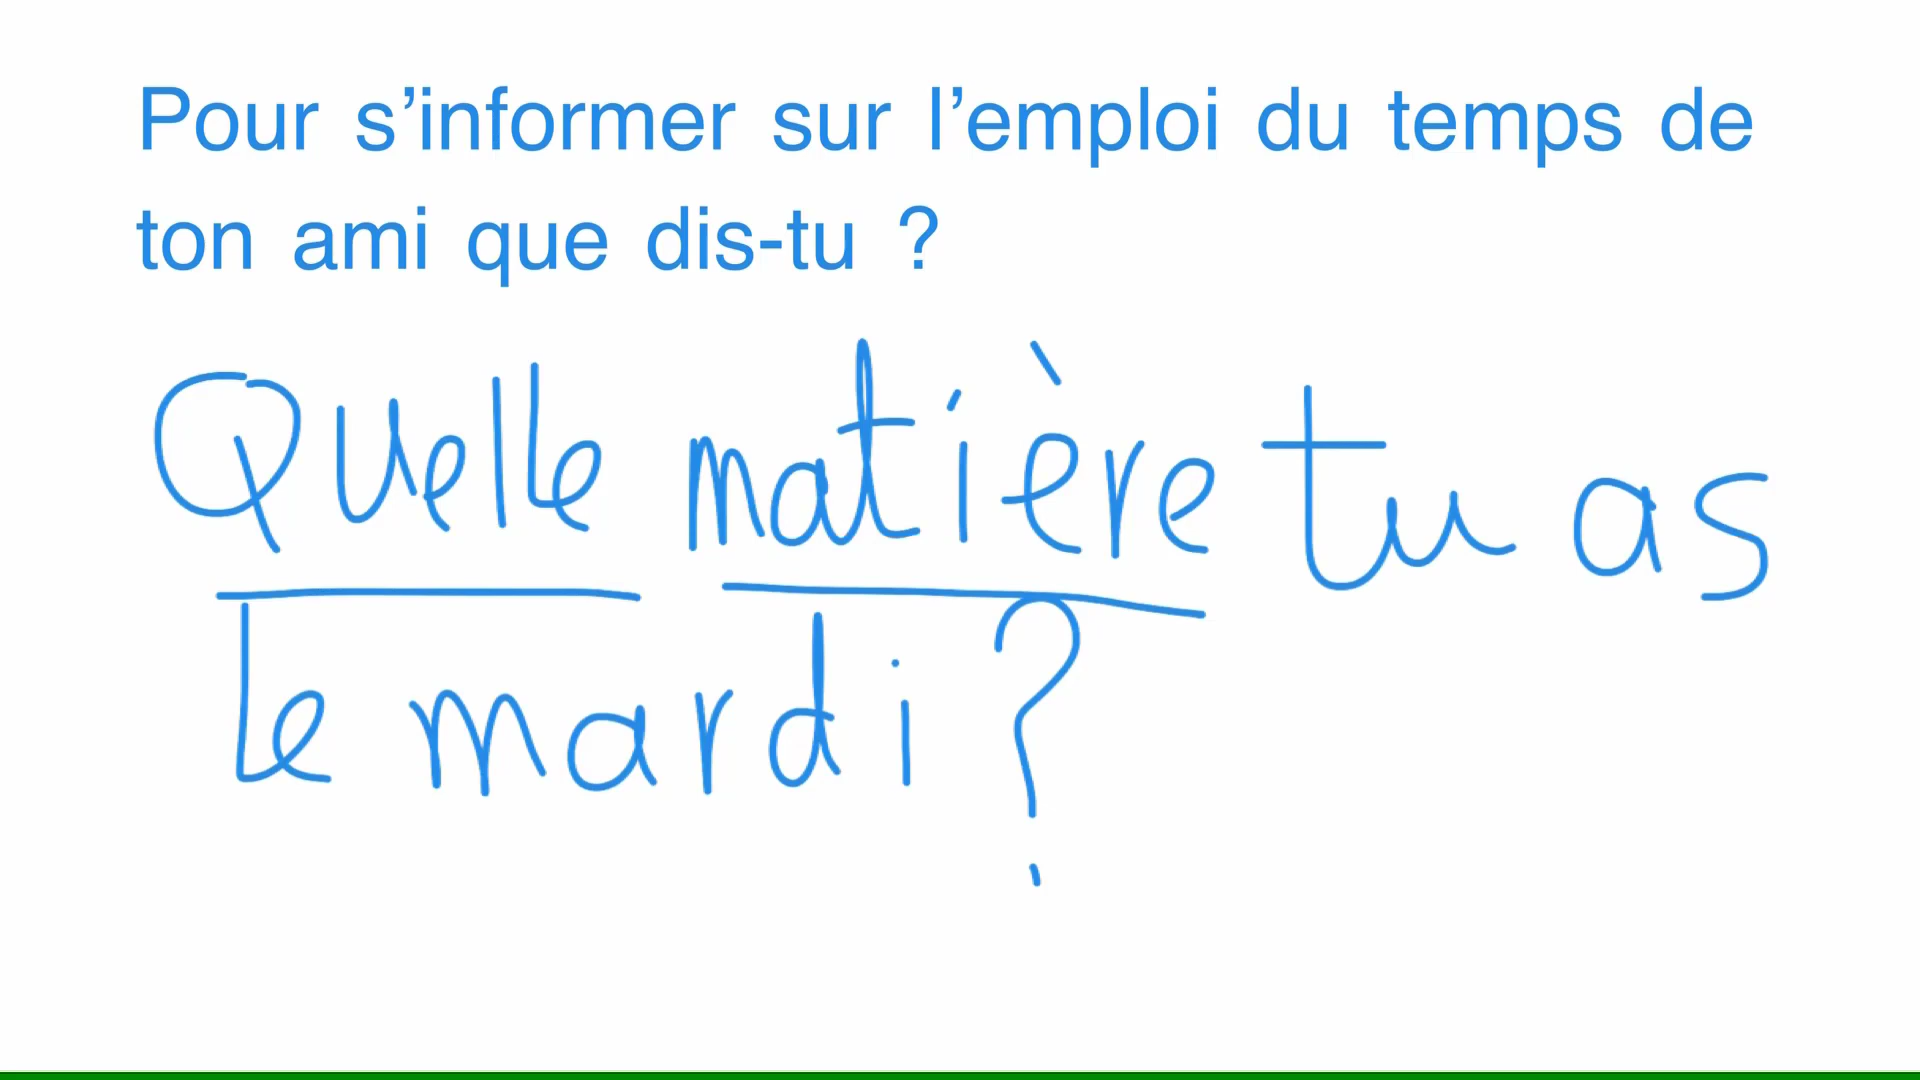 Pour s’informer sur l’emploi du temps de
ton ami que dis-tu ?
Quelle matière tu as
le mardi ?